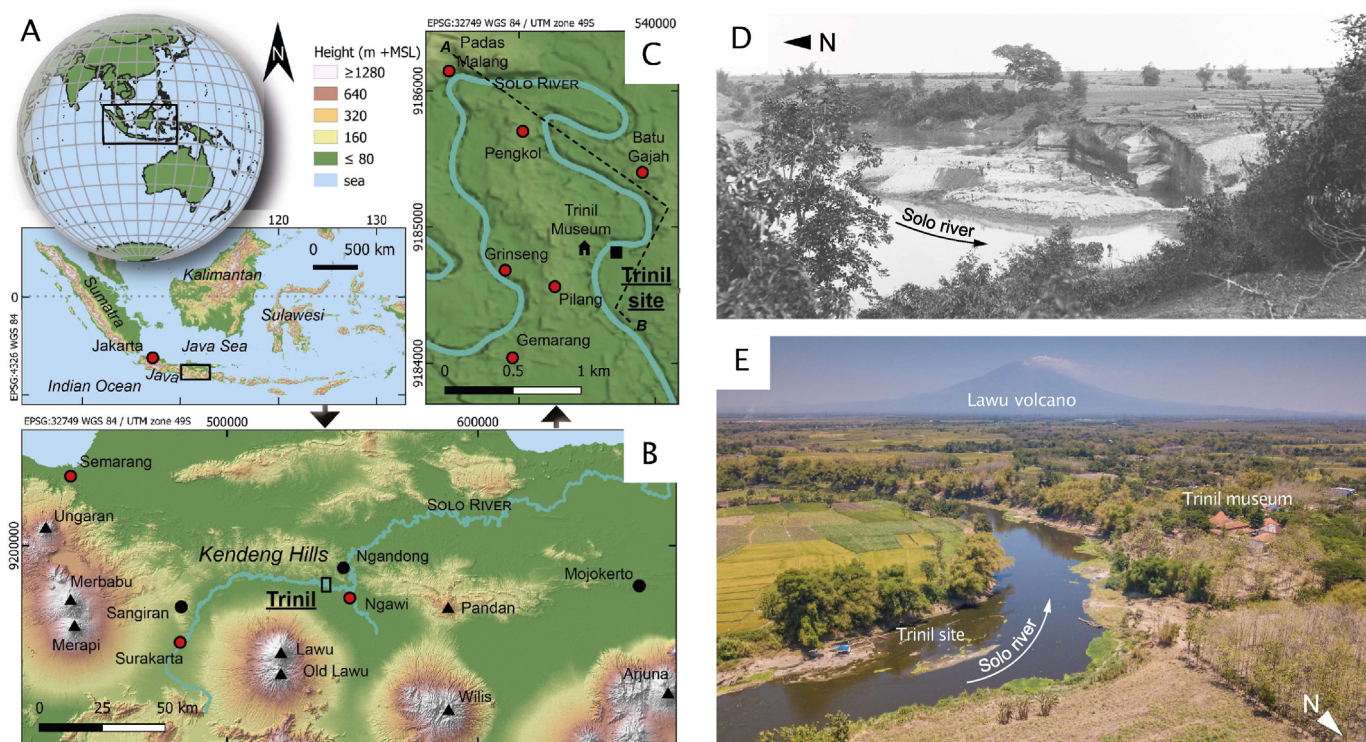 A
N
Height (m +MSL)
≥1280
640
320
160
≤ 80
sea
120
130
0 500 km
0
EPSG:4326 WGS 84
Sumatra
Kalimantan
Sulawesi
Jakarta
Java Sea
Java
Indian Ocean
EPSG:32749 WGS 84 / UTM zone 49S
540000
C
A
Padas
Malang
SOLO RIVER
9186000
Pengkol
Batu
Gajah
9185000
Trinil
Museum
Grinseng
Trinil
site
Pilang
B
Gemarang
9184000
0 0.5 1 km
EPSG:32749 WGS 84 / UTM zone 49S
500000
600000
B
Semarang
SOLO RIVER
Ungaran
9200000
Kendeng Hills
Ngandong
Mojokerto
Merbabu
Sangiran
Trinil
Ngawi
Pandan
Merapi
Surakarta
Lawu
Old Lawu
Wilis
Arjuna
0 25 50 km
D
N
Solo river
E
Lawu volcano
Trinil museum
Trinil site
Solo river
N